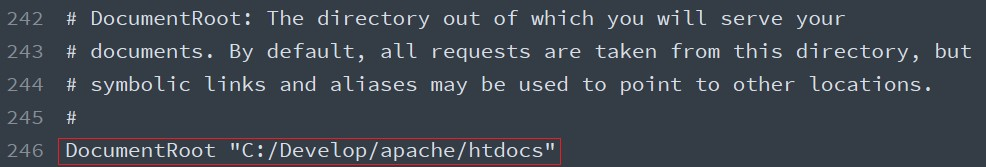 242 # DocumentRoot: The directory out of which you will serve your
243 # documents. By default, all requests are taken from this directory, but
244 # symbolic links and aliases may be used to point to other locations.
245 #
246 DocumentRoot "C:/Develop/apache/htdocs"